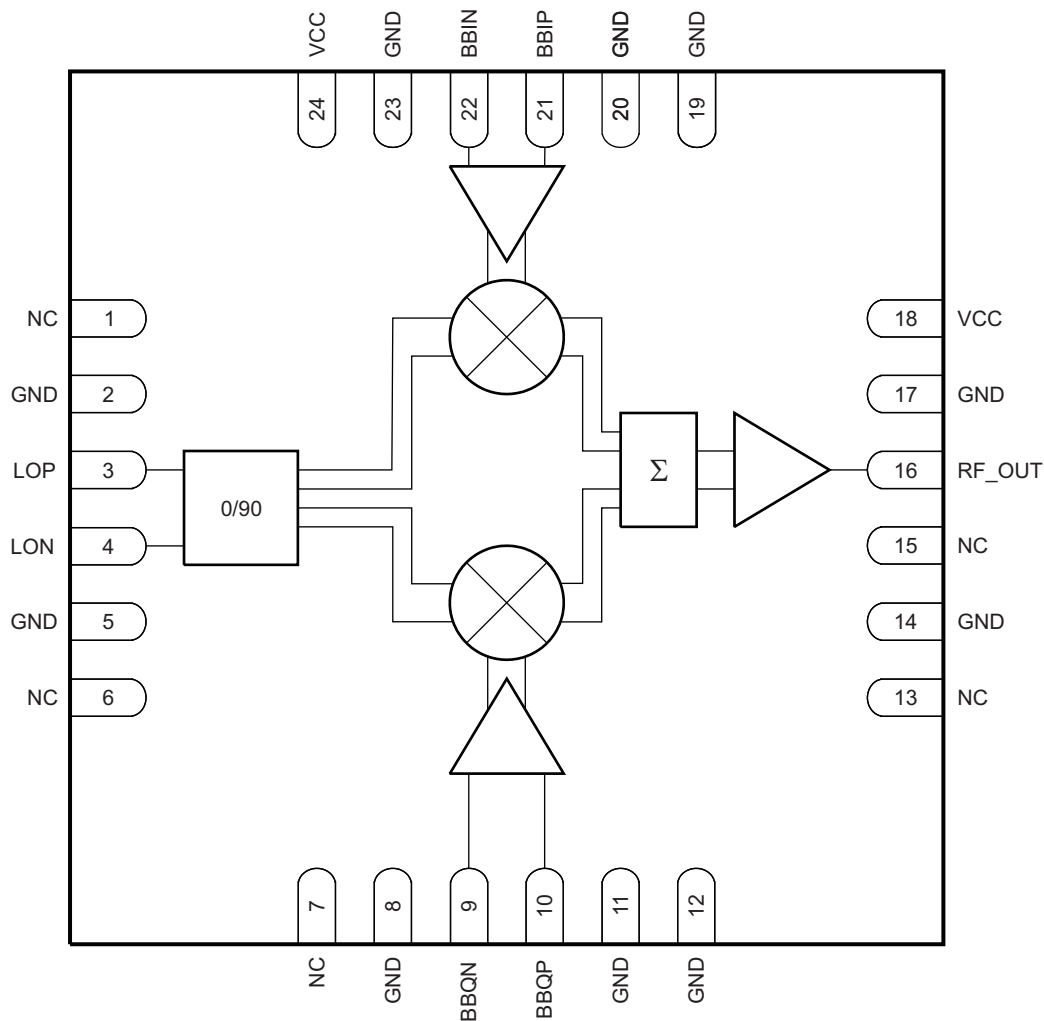 VCC
GND
BBIN
BBIP
GND
GND
24
23
22
21
20
19
NC 1
18 VCC
GND 2
17 GND
LOP 3
0/90
Σ
16 RF_OUT
LON 4
15 NC
GND 5
14 GND
NC 6
13 NC
7
8
9
10
11
12
NC
GND
BBQN
BBQP
GND
GND